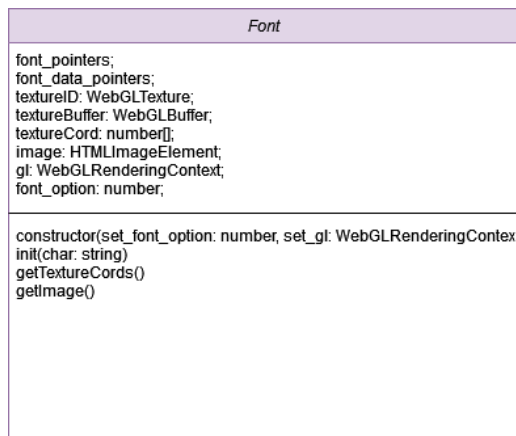 Font
font_pointers;
font_data_pointers;
textureID: WebGLTexture;
textureBuffer: WebGLBuffer;
textureCord: number[];
image: HTMLImageElement;
gl: WebGLRenderingContext;
font_option: number;
constructor(set_font_option: number, set_gl: WebGLRenderingContex
init(char: string)
getTextureCords()
getImage()